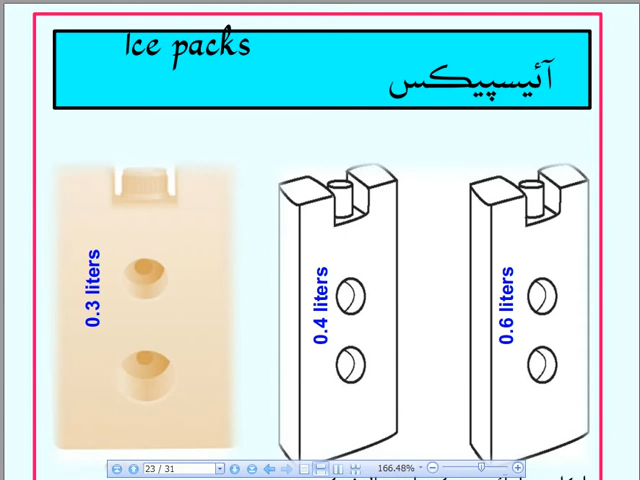 Ice packs
آئیسپیکس
0.3 liters
0.4 liters
0.6 liters
23 / 31
166.48%